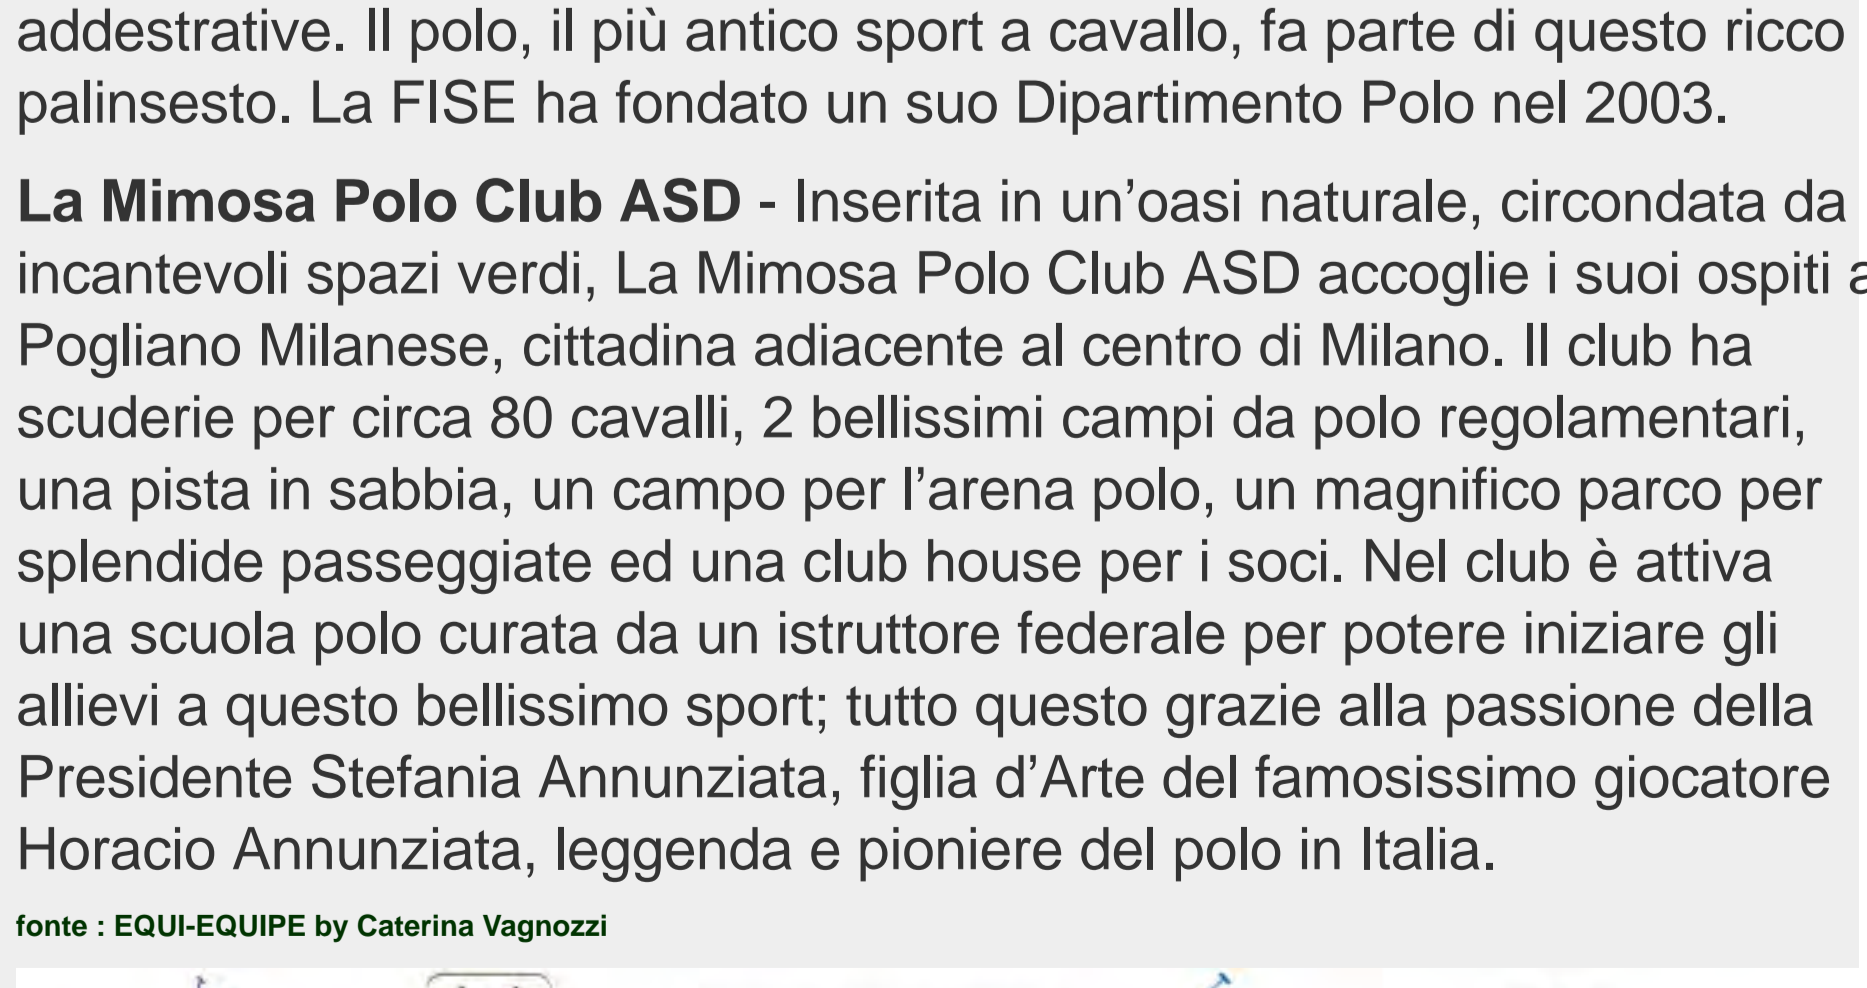 addestrative. Il polo, il più antico sport a cavallo, fa parte di questo ricco
palinsesto. La FISE ha fondato un suo Dipartimento Polo nel 2003.
La Mimosa Polo Club ASD - Inserita in un’oasi naturale, circondata da
incantevoli spazi verdi, La Mimosa Polo Club ASD accoglie i suoi ospiti a
Pogliano Milanese, cittadina adiacente al centro di Milano. Il club ha
scuderie per circa 80 cavalli, 2 bellissimi campi da polo regolamentari,
una pista in sabbia, un campo per l’arena polo, un magnifico parco per
splendide passeggiate ed una club house per i soci. Nel club è attiva
una scuola polo curata da un istruttore federale per potere iniziare gli
allievi a questo bellissimo sport; tutto questo grazie alla passione della
Presidente Stefania Annunziata, figlia d’Arte del famosissimo giocatore
Horacio Annunziata, leggenda e pioniere del polo in Italia.
fonte : EQUI-EQUIPE by Caterina Vagnozzi